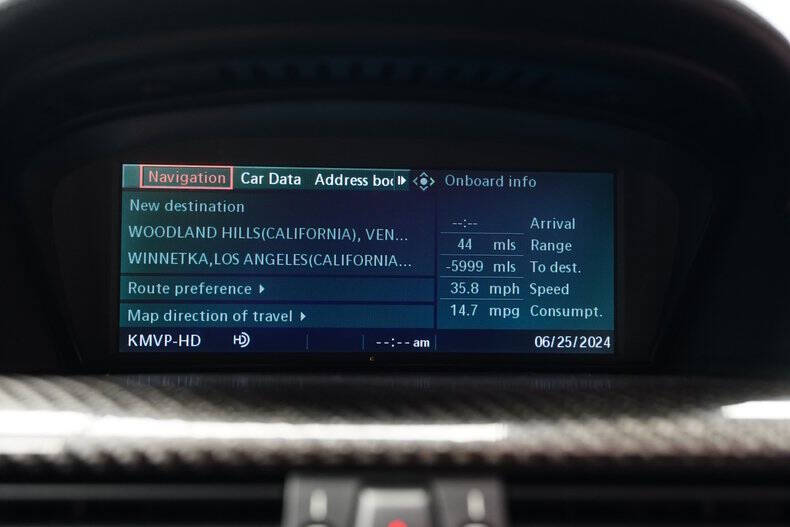 Navigation Car Data Address boo Onboard info
New destination
WOODLAND HILLS(CALIFORNIA), VEN...
WINNETKA,LOS ANGELES(CALIFORNIA...
Route preference
Map direction of travel
--:-- Arrival
44 mls Range
-5999 mls To dest.
35.8 mph Speed
14.7 mpg Consumpt.
KMVP-HD HD --:-- am 06/25/2024